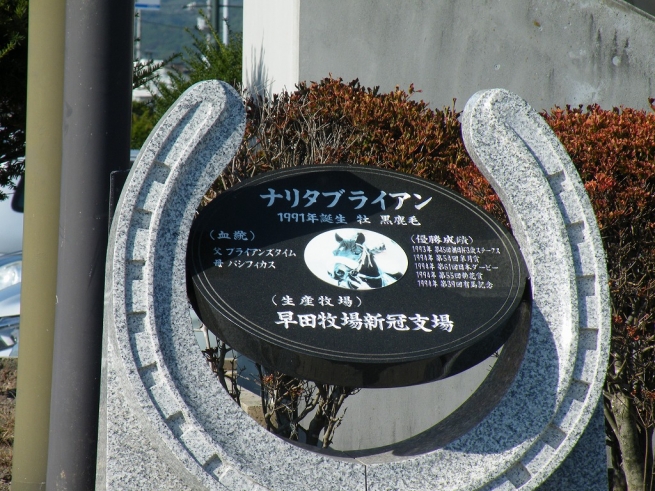 ナリタブライアン
1991年誕生 牡 黒鹿毛
(血統)
父 ブライアンズタイム
母 パシフィカス
(優勝成績)
1993年 第45回朝日杯3歳ステークス
1994年 第54回皐月賞
1994年 第61回日本ダービー
1994年 第55回菊花賞
1994年 第39回有馬記念
(生産牧場)
早田牧場新冠支場